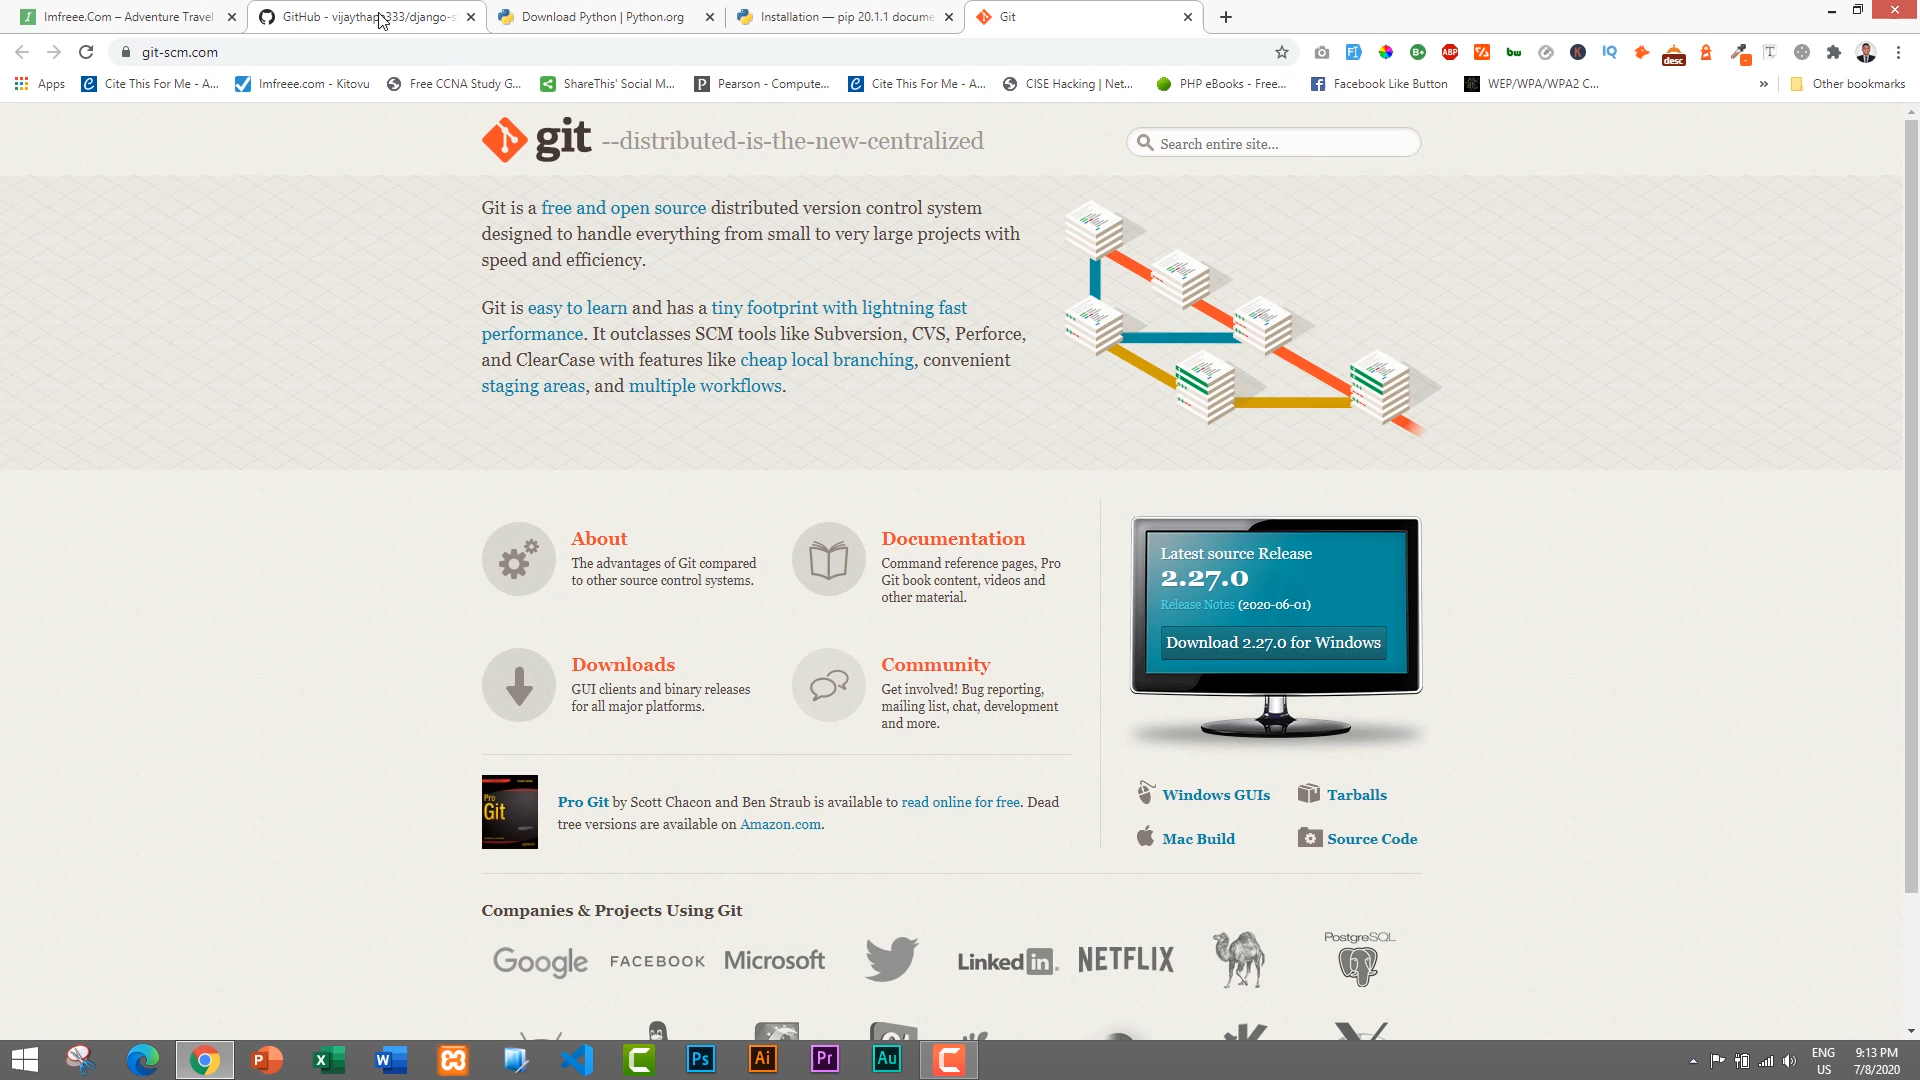 Imfreee.Com – Adventure Travel
GitHub - vijaythapa333/django-s
Download Python | Python.org
Installation — pip 20.1.1 docume
Git
git-scm.com
Apps
Cite This For Me - A...
Imfreee.com - Kitovu
Free CCNA Study G...
ShareThis' Social M...
Pearson - Compute...
Cite This For Me - A...
CISE Hacking | Net...
PHP eBooks - Free...
Facebook Like Button
WEP/WPA/WPA2 C...
»
Other bookmarks
git --distributed-is-the-new-centralized
Search entire site...
Git is a free and open source distributed version control system
designed to handle everything from small to very large projects with
speed and efficiency.
Git is easy to learn and has a tiny footprint with lightning fast
performance. It outclasses SCM tools like Subversion, CVS, Perforce,
and ClearCase with features like cheap local branching, convenient
staging areas, and multiple workflows.
About
The advantages of Git compared
to other source control systems.
Documentation
Command reference pages, Pro
Git book content, videos and
other material.
Downloads
GUI clients and binary releases
for all major platforms.
Community
Get involved! Bug reporting,
mailing list, chat, development
and more.
Latest source Release
2.27.0
Release Notes (2020-06-01)
Download 2.27.0 for Windows
Windows GUIs
Tarballs
Mac Build
Source Code
Pro
Git
Pro Git by Scott Chacon and Ben Straub is available to read online for free. Dead
tree versions are available on Amazon.com.
Companies & Projects Using Git
Google
FACEBOOK
Microsoft
Linked in
NETFLIX
PostgreSQL
ENG
US
9:13 PM
7/8/2020